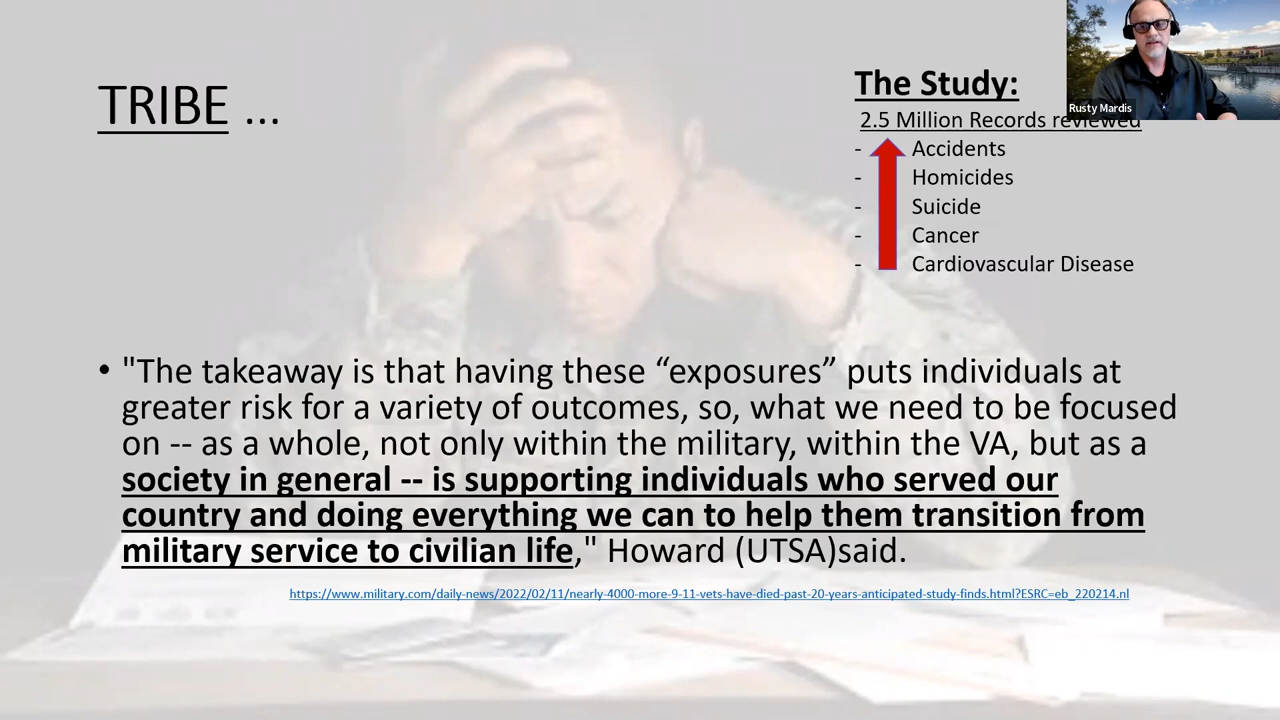 TRIBE ...
The Study:
2.5 Million Records reviewed
- Accidents
- Homicides
- Suicide
- Cancer
- Cardiovascular Disease
Rusty Mardis
• "The takeaway is that having these “exposures” puts individuals at
greater risk for a variety of outcomes, so, what we need to be focused
on -- as a whole, not only within the military, within the VA, but as a
society in general -- is supporting individuals who served our
country and doing everything we can to help them transition from
military service to civilian life," Howard (UTSA)said.
https://www.military.com/daily-news/2022/02/11/nearly-4000-more-9-11-vets-have-died-past-20-years-anticipated-study-finds.html?ESRC=eb_220214.nl